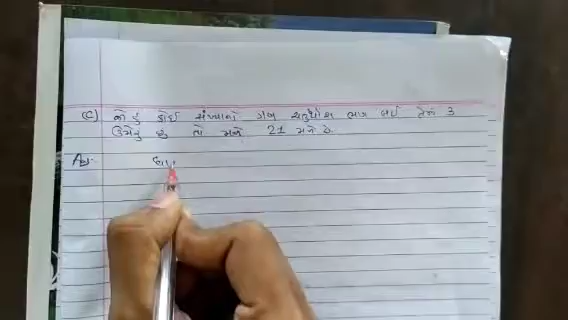 (C) જો હું કોઈ સંખ્યાનો ત્રણ ચતુર્થાંશ ભાગ લઈ તેમાં 3
ઉમેરું છું તો મને 21 મળે છે.
Ans.